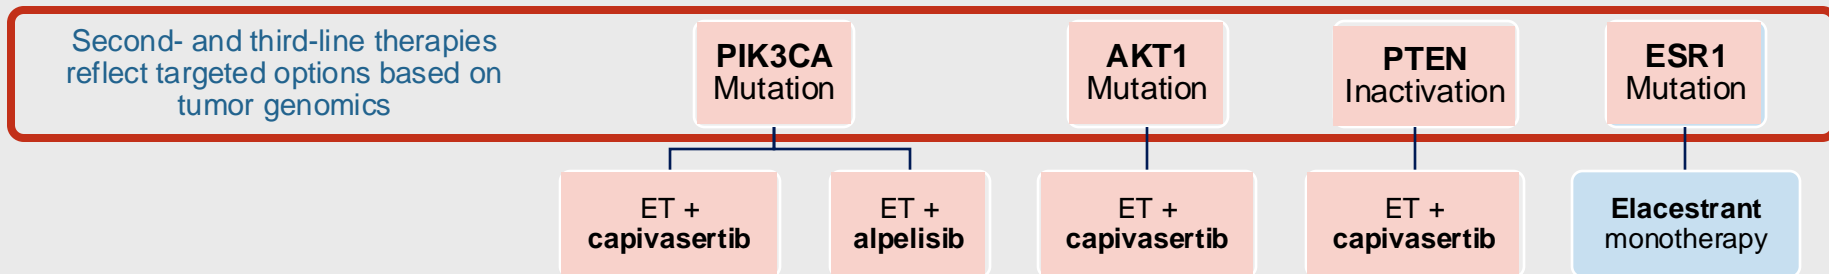 Second- and third-line therapies
reflect targeted options based on
tumor genomics
PIK3CA
Mutation
AKT1
Mutation
PTEN
Inactivation
ESR1
Mutation
ET +
capivasertib
ET +
alpelisib
ET +
capivasertib
ET +
capivasertib
Elacestrant
monotherapy